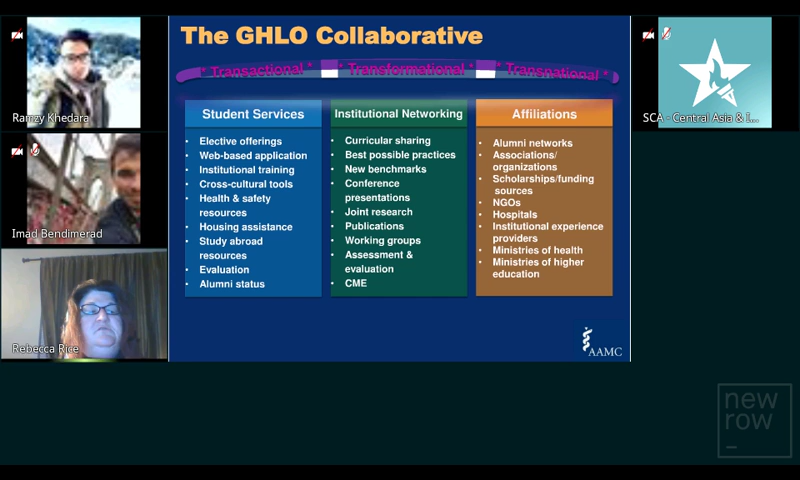 The GHLO Collaborative
* Transactional * * Transformational * * Transnational *
Student Services
• Elective offerings
• Web-based application
• Institutional training
• Cross-cultural tools
• Health & safety
resources
• Housing assistance
• Study abroad
resources
• Evaluation
• Alumni status
Institutional Networking
• Curricular sharing
• Best possible practices
• New benchmarks
• Conference
presentations
• Joint research
• Publications
• Working groups
• Assessment &
evaluation
• CME
Affiliations
• Alumni networks
• Associations/
organizations
• Scholarships/funding
sources
• NGOs
• Hospitals
• Institutional experience
providers
• Ministries of health
• Ministries of higher
education
AAMC
Ramzy Khedara
Imad Bendimerad
Rebecca Rice
SCA - Central Asia & I...
new
row
_